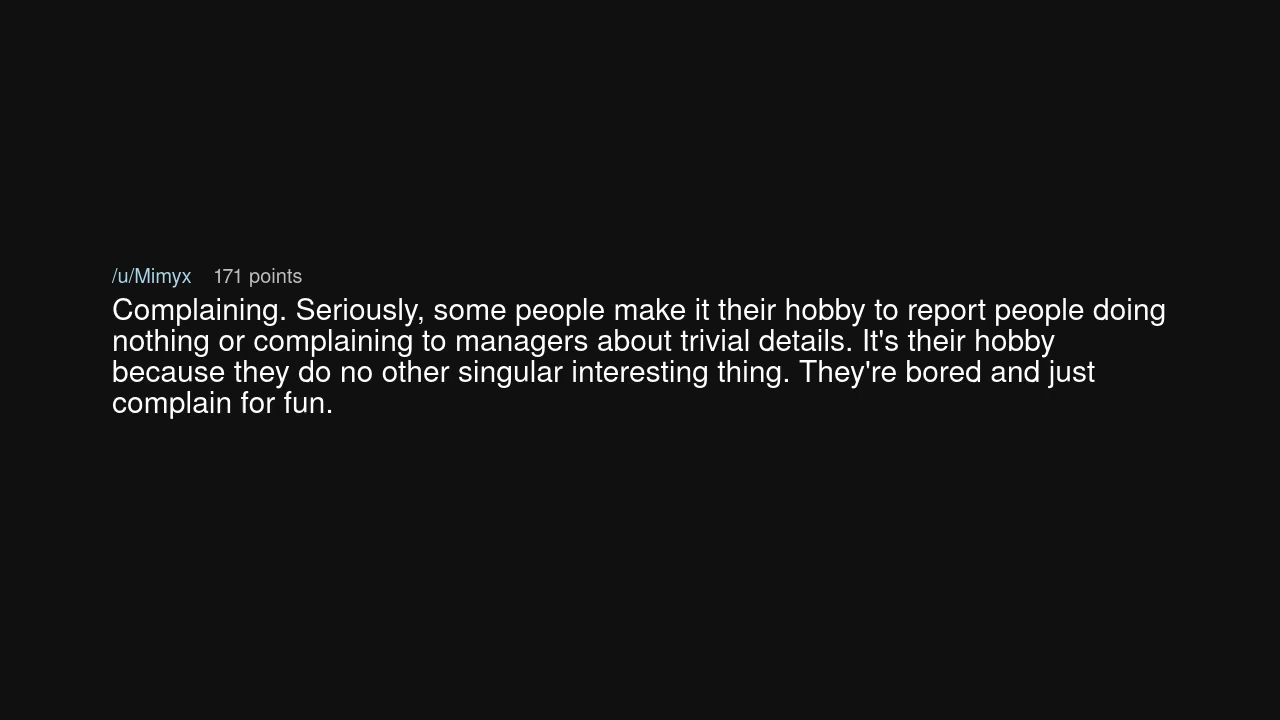 /u/Mimyx 171 points
Complaining. Seriously, some people make it their hobby to report people doing
nothing or complaining to managers about trivial details. It's their hobby
because they do no other singular interesting thing. They're bored and just
complain for fun.